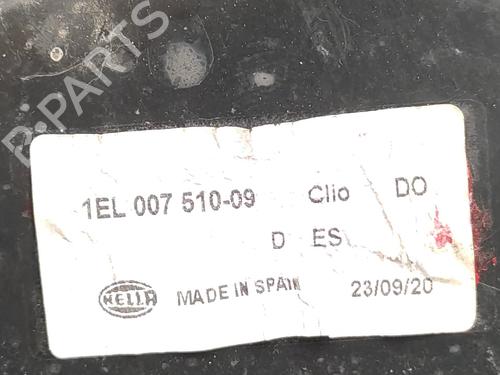 B-PARTS
1EL 007 510-09 Clio DO
D ES
HELLA MADE IN SPAIN 23/09/20